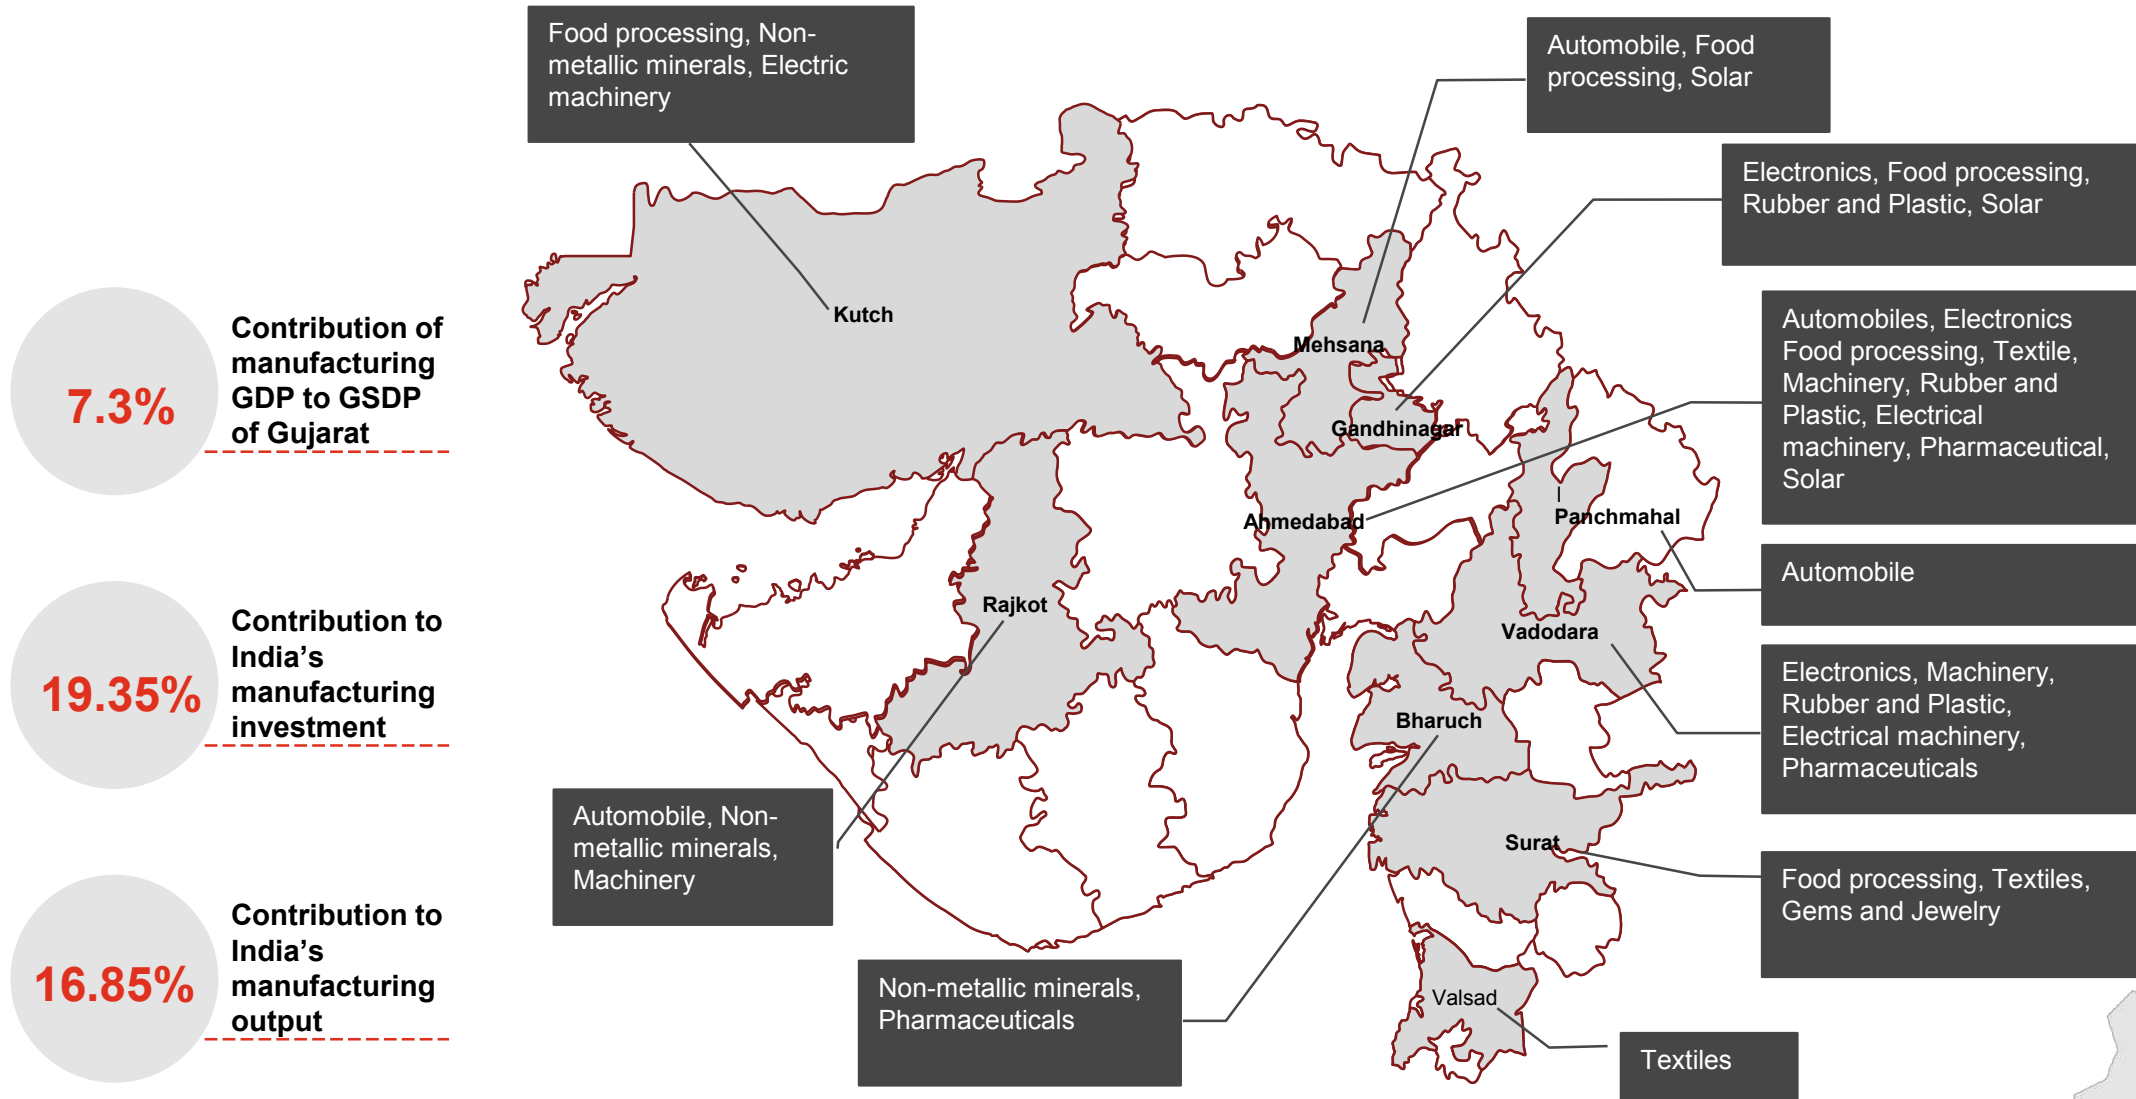 7.3%
Contribution of
manufacturing
GDP to GSDP
of Gujarat
19.35%
Contribution to
India’s
manufacturing
investment
16.85%
Contribution to
India’s
manufacturing
output
Food processing, Non-
metallic minerals, Electric
machinery
Automobile, Food
processing, Solar
Electronics, Food processing,
Rubber and Plastic, Solar
Automobiles, Electronics
Food processing, Textile,
Machinery, Rubber and
Plastic, Electrical
machinery, Pharmaceutical,
Solar
Automobile
Electronics, Machinery,
Rubber and Plastic,
Electrical machinery,
Pharmaceuticals
Food processing, Textiles,
Gems and Jewelry
Textiles
Non-metallic minerals,
Pharmaceuticals
Automobile, Non-
metallic minerals,
Machinery
Kutch
Mehsana
Gandhinagar
Ahmedabad
Panchmahal
Rajkot
Vadodara
Bharuch
Surat
Valsad